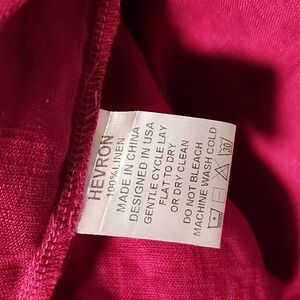 HEVRON
100% LINEN
MADE IN CHINA
DESIGNED IN USA
GENTLE CYCLE LAY
FLAT TO DRY
OR DRY CLEAN
DO NOT BLEACH
MACHINE WASH COLD
30